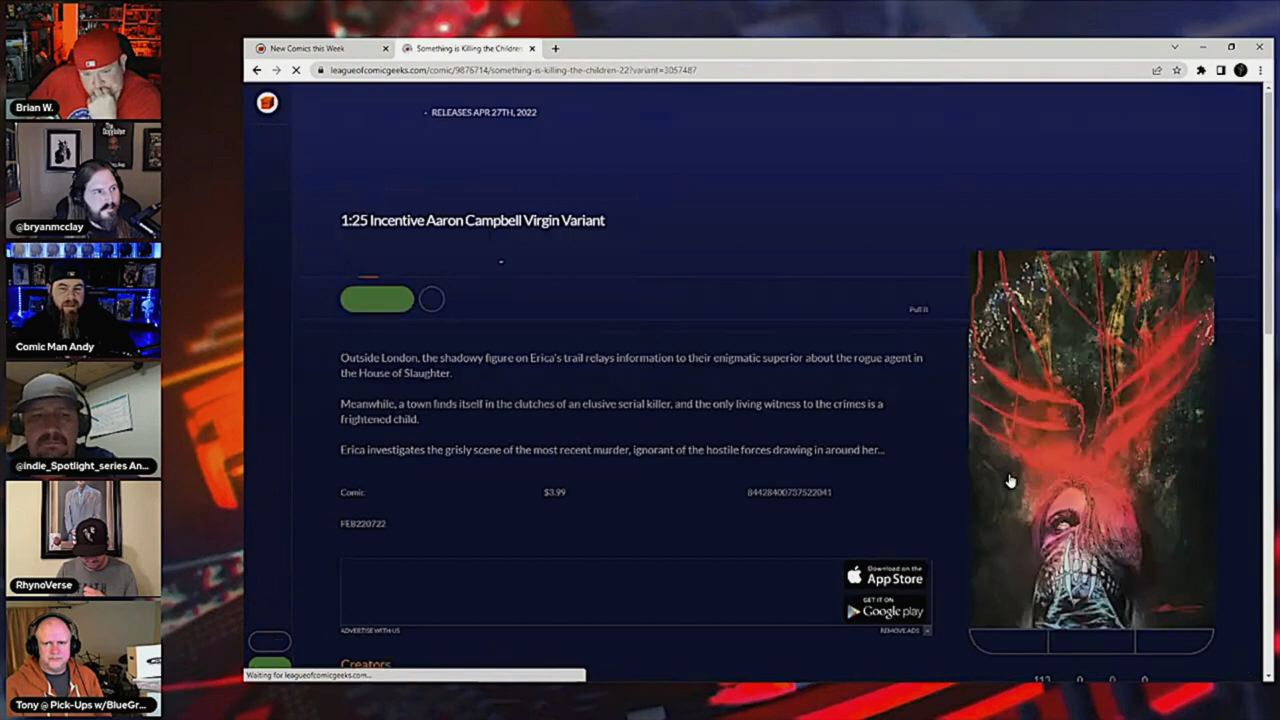 Brian W.
@bryanmcclay
Comic Man Andy
@indie_Spotlight_series An...
RhynoVerse
Tony @ Pick-Ups w/BlueGr...
New Comics this Week
Something is Killing the Children
leagueofcomicgeeks.com/comic/9876714/something-is-killing-the-children-22?variant=3057487
· RELEASES APR 27TH, 2022
1:25 Incentive Aaron Campbell Virgin Variant
Pull It
Outside London, the shadowy figure on Erica's trail relays information to their enigmatic superior about the rogue agent in
the House of Slaughter.
Meanwhile, a town finds itself in the clutches of an elusive serial killer, and the only living witness to the crimes is a
frightened child.
Erica investigates the grisly scene of the most recent murder, ignorant of the hostile forces drawing in around her...
Comic $3.99 84428400737522041
FEB220722
Download on the
App Store
GET IT ON
Google play
ADVERTISE WITH US
REMOVE ADS
Creators
113 0 0 0
Waiting for leagueofcomicgeeks.com...